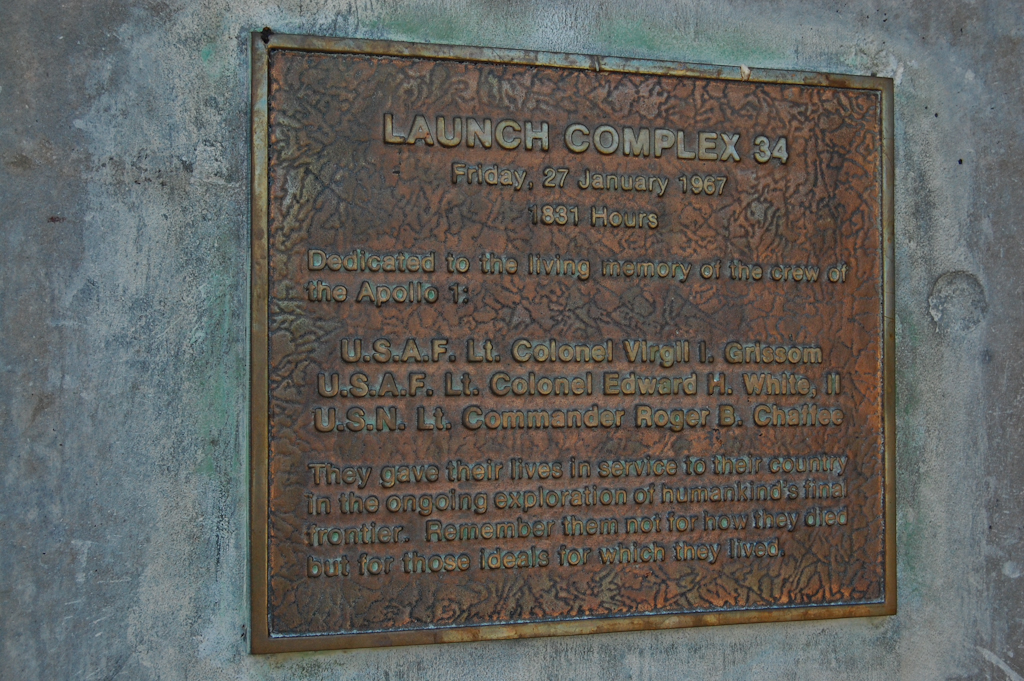 LAUNCH COMPLEX 34
Friday, 27 January 1967
1831 Hours
Dedicated to the living memory of the crew of
the Apollo 1:
U.S.A.F. Lt. Colonel Virgil I. Grissom
U.S.A.F. Lt. Colonel Edward H. White, II
U.S.N. Lt. Commander Roger B. Chaffee
They gave their lives in service to their country
in the ongoing exploration of humankind's final
frontier. Remember them not for how they died
but for those ideals for which they lived.